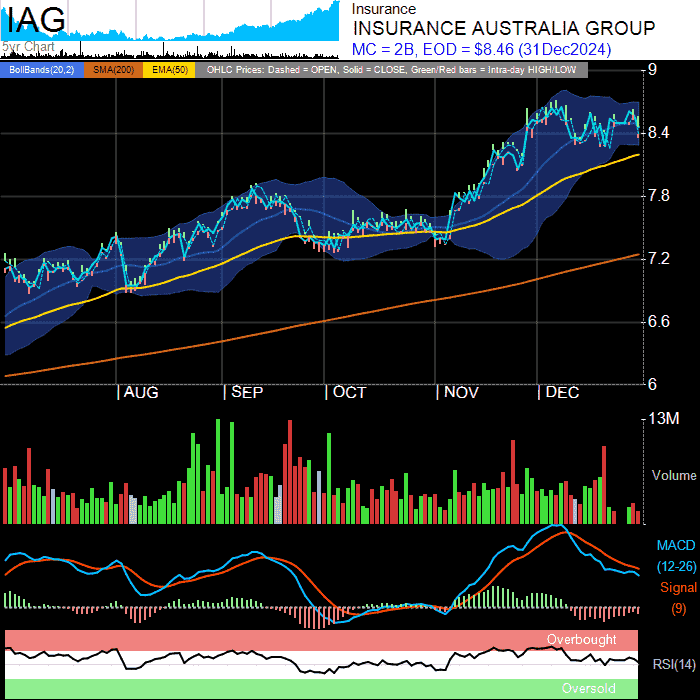 IAG
5yr Chart
Insurance
INSURANCE AUSTRALIA GROUP
MC = 2B, EOD = $8.46 (31Dec2024)
BollBands(20,2) SMA(200) EMA(50) OHLC Prices: Dashed = OPEN, Solid = CLOSE, Green/Red bars = Intra-day HIGH/LOW
9
8.4
7.8
7.2
6.6
6
| AUG | SEP | OCT | NOV | DEC
13M
Volume
MACD
(12-26)
Signal
(9)
Overbought
RSI(14)
Oversold